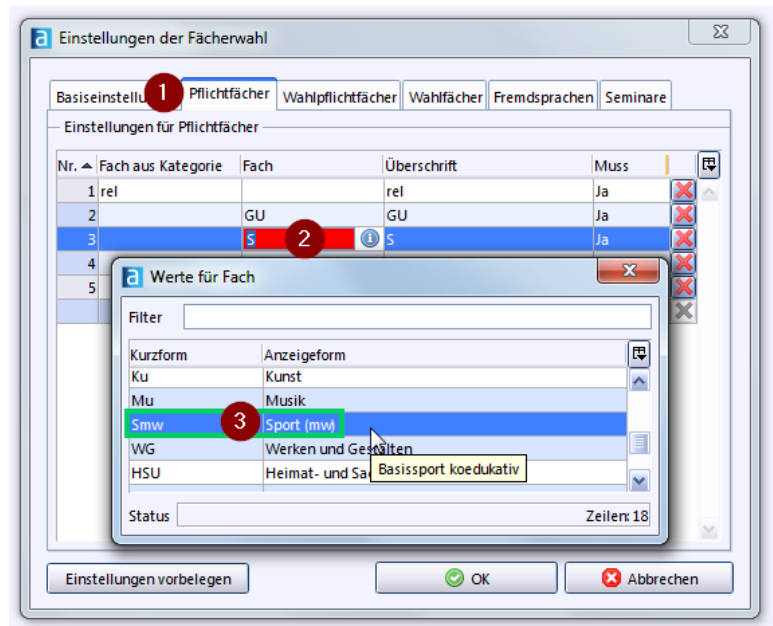 a Einstellungen der Fächerwahl
Basiseinstellu 1 Pflichtfächer Wahlpflichtfächer Wahlfächer Fremdsprachen Seminare
Einstellungen für Pflichtfächer
Nr. Fach aus Kategorie Fach Überschrift Muss
1 rel rel Ja
2 GU GU Ja
3 S 2 S Ja
4
5
a Werte für Fach
Filter
Kurzform Anzeigeform
Ku Kunst
Mu Musik
Smw 3 Sport (mw)
WG Werken und Gestalten
HSU Heimat- und Sac
Basissport koedukativ
Status Zeilen: 18
Einstellungen vorbelegen OK Abbrechen